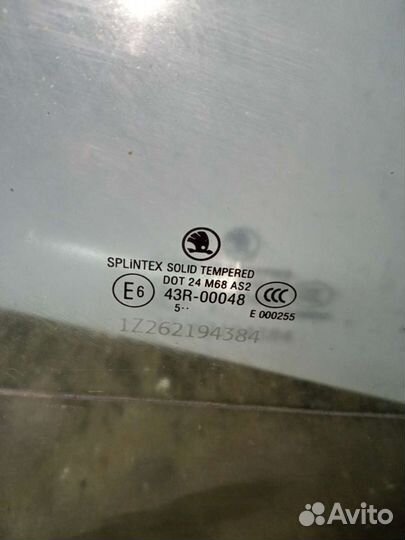 SPLiNTEX SOLID TEMPERED
DOT 24 M68 AS2
E6 43R-00048 CCC
5·· E 000255
1Z262194384
Avito